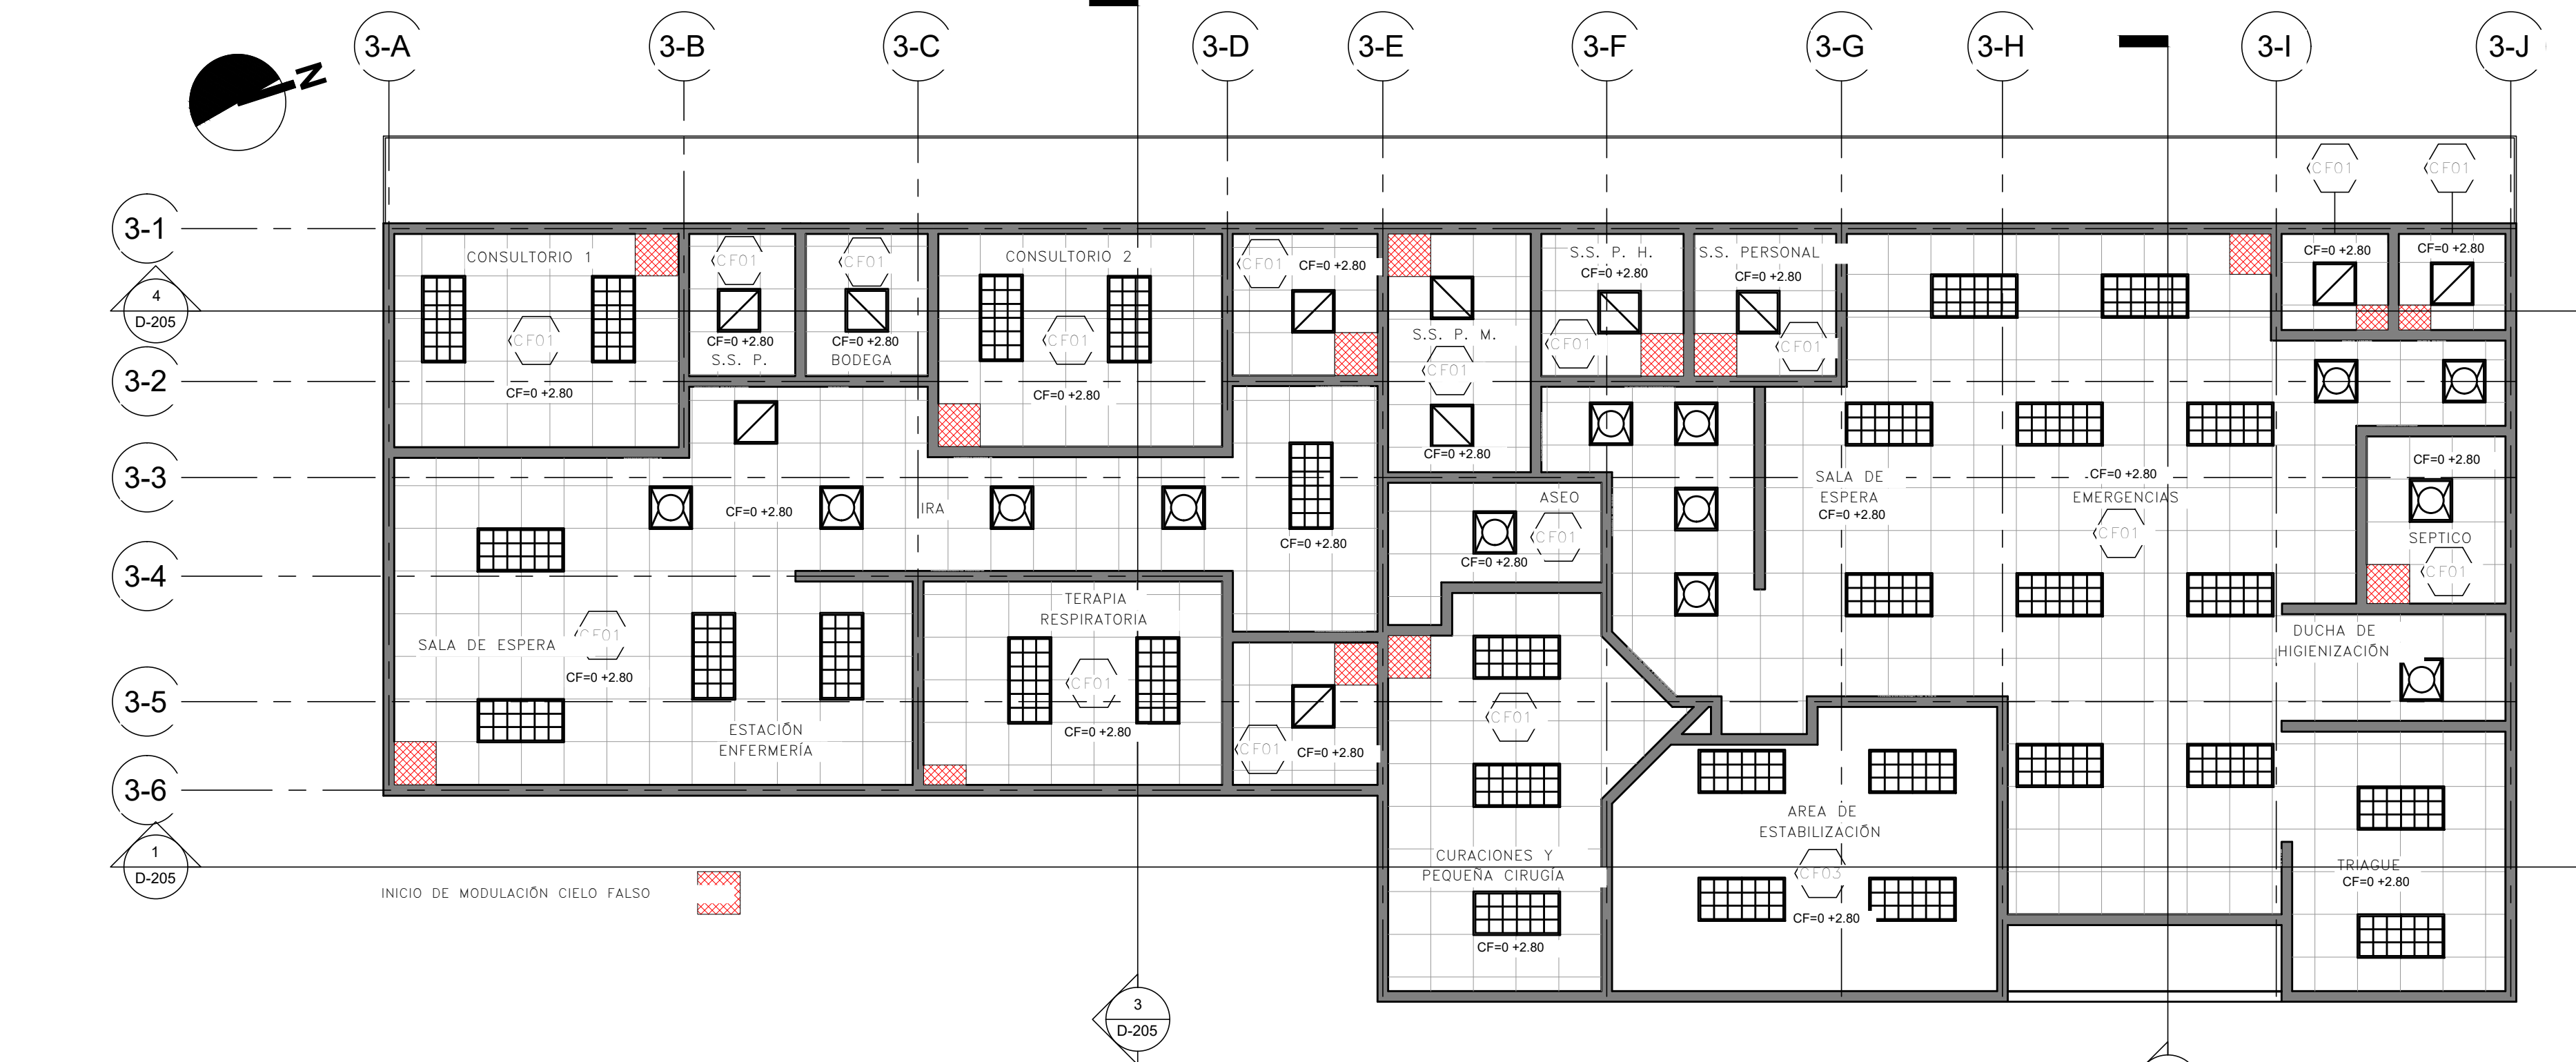 3-A
3-B
3-C
3-D
3-E
3-F
3-G
3-H
3-I
3-J
N
CF01
CF01
3-1
CONSULTORIO 1
CF01
CF01
CONSULTORIO 2
CF01
CF=0 +2.80
S.S. P. H.
CF=0 +2.80
S.S. PERSONAL
CF=0 +2.80
CF=0 +2.80
CF=0 +2.80
4
D-205
CF01
CF=0 +2.80
S.S. P.
CF=0 +2.80
BODEGA
CF01
S.S. P. M.
CF01
CF01
CF01
3-2
CF=0 +2.80
CF=0 +2.80
CF=0 +2.80
3-3
CF=0 +2.80
IRA
CF=0 +2.80
ASEO
CF01
CF=0 +2.80
SALA DE
ESPERA
CF=0 +2.80
CF=0 +2.80
EMERGENCIAS
CF01
CF=0 +2.80
SEPTICO
CF01
3-4
TERAPIA
RESPIRATORIA
CF01
CF=0 +2.80
SALA DE ESPERA
CF01
CF=0 +2.80
DUCHA DE
HIGIENIZACIÓN
3-5
ESTACIÓN
ENFERMERÍA
CF01
CF=0 +2.80
CF01
3-6
AREA DE
ESTABILIZACIÓN
CF03
CF=0 +2.80
1
D-205
CURACIONES Y
PEQUEÑA CIRUGÍA
CF=0 +2.80
TRIAGUE
CF=0 +2.80
INICIO DE MODULACIÓN CIELO FALSO
3
D-205